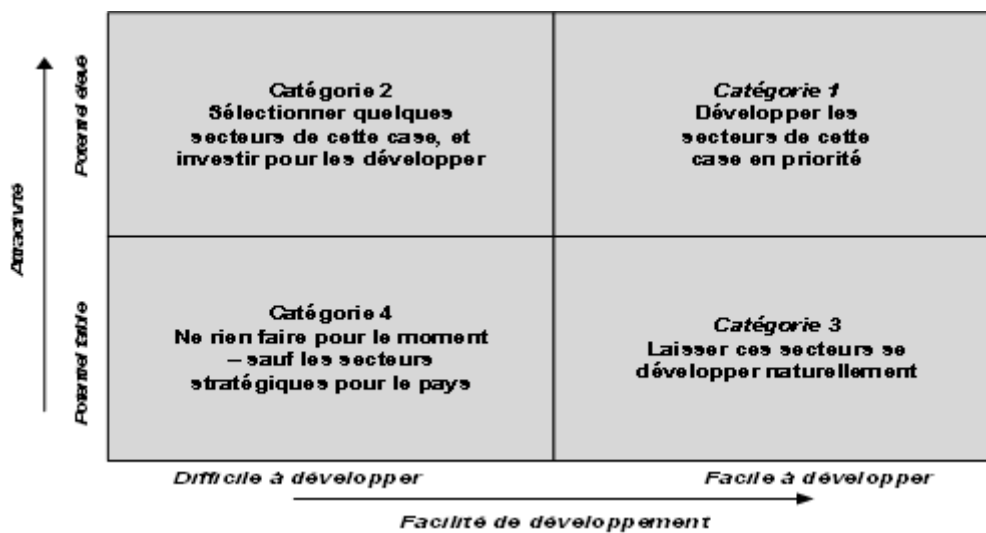 Attractivité
Potentiel élevé
Catégorie 2
Sélectionner quelques
secteurs de cette case, et
investir pour les développer
Catégorie 1
Développer les
secteurs de cette
case en priorité
Potentiel faible
Catégorie 4
Ne rien faire pour le moment
– sauf les secteurs
stratégiques pour le pays
Catégorie 3
Laisser ces secteurs se
développer naturellement
Difficile à développer
Facile à développer
Facilité de développement